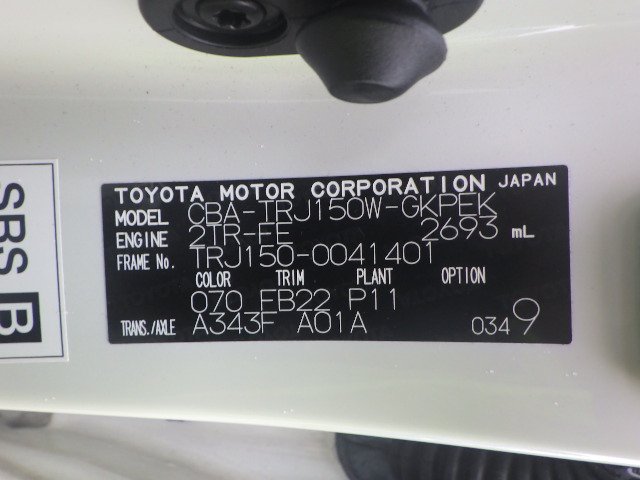 TOYOTA MOTOR CORPORATION JAPAN
MODEL CBA-TRJ150W-GKPEK
ENGINE 2TR-FE 2693 mL
FRAME No. TRJ150-0041401
COLOR TRIM PLANT OPTION
070 FB22 P11
TRANS./AXLE A343F A01A 0349
SRS B